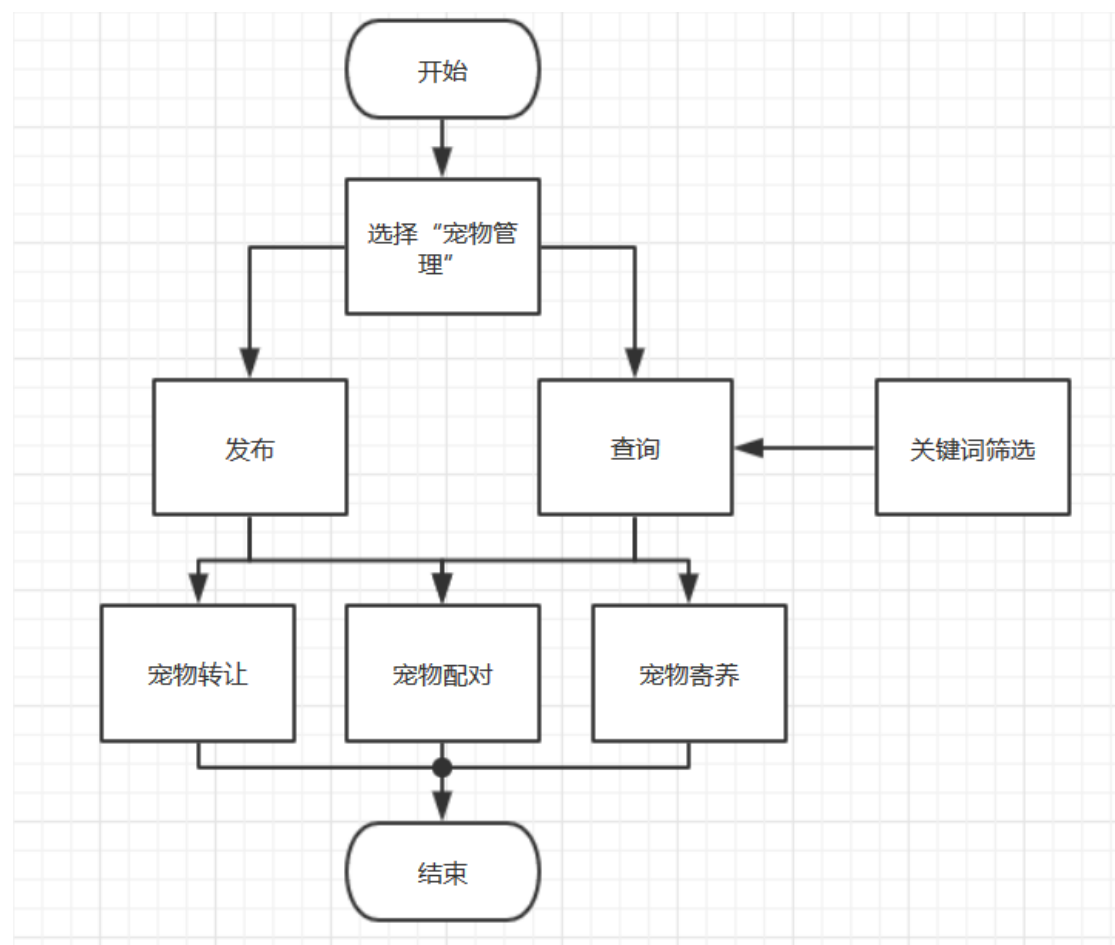 开始
选择“宠物管
理”
发布
查询
关键词筛选
宠物转让
宠物配对
宠物寄养
结束